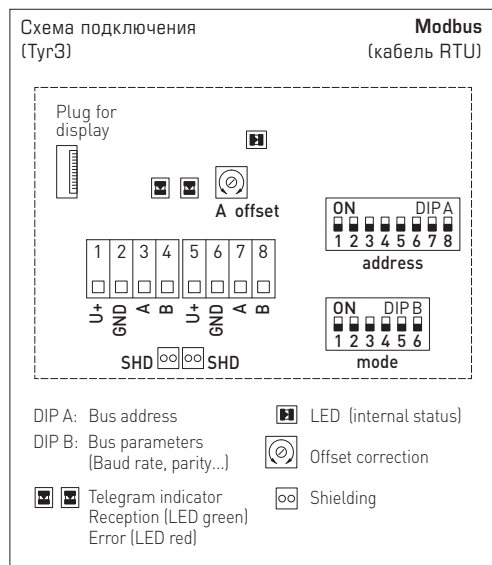 Схема подключения
(Тyr3)
Modbus
(кабель RTU)
Plug for
display
A offset
ON DIP A
1 2 3 4 5 6 7 8
address
1 2 3 4 5 6 7 8
U+ GND A B U+ GND A B
ON DIP B
1 2 3 4 5 6
mode
SHD SHD
DIP A: Bus address
DIP B: Bus parameters
(Baud rate, parity...)
Telegram indicator
Reception (LED green)
Error (LED red)
LED (internal status)
Offset correction
Shielding